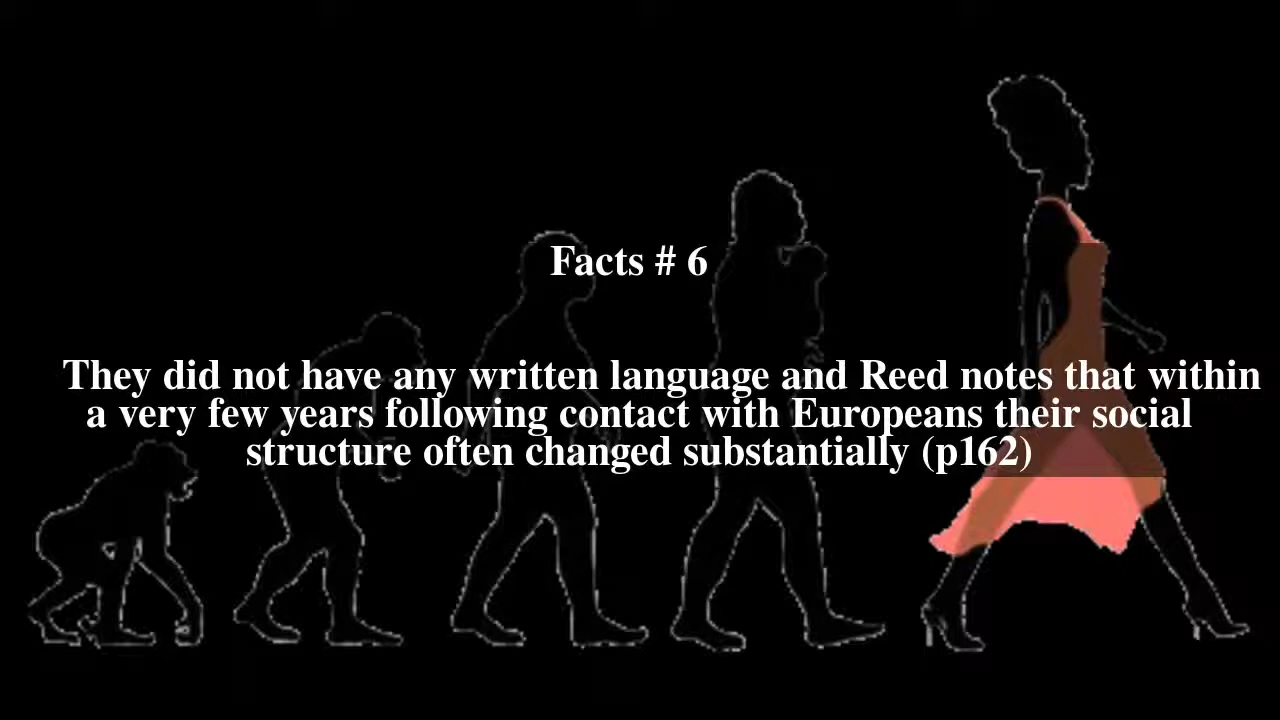 Facts # 6
They did not have any written language and Reed notes that within
a very few years following contact with Europeans their social
structure often changed substantially (p162)